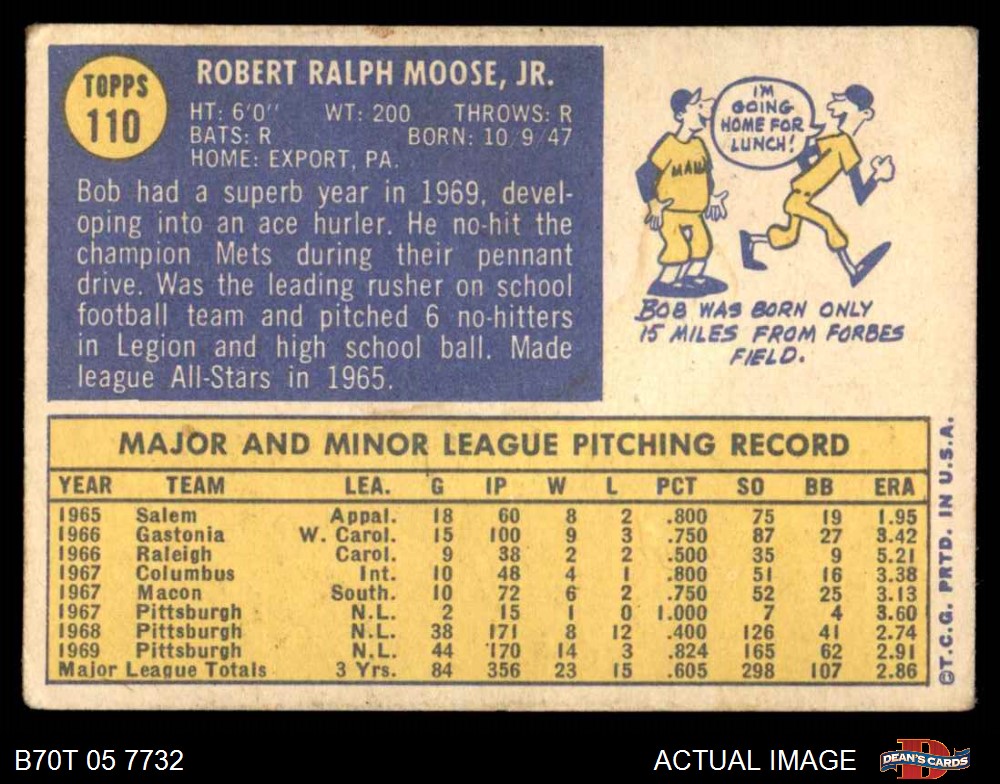 TOPPS
110
ROBERT RALPH MOOSE, JR.
HT: 6'0" WT: 200 THROWS: R
BATS: R BORN: 10 9 47
HOME: EXPORT, PA.
Bob had a superb year in 1969, devel-
oping into an ace hurler. He no-hit the
champion Mets during their pennant
drive. Was the leading rusher on school
football team and pitched 6 no-hitters
in Legion and high school ball. Made
league All-Stars in 1965.
I'M
GOING
HOME FOR
LUNCH!
BOB WAS BORN ONLY
15 MILES FROM FORBES
FIELD.
MAJOR AND MINOR LEAGUE PITCHING RECORD
YEAR TEAM LEA. G IP W L PCT SO BB ERA
1965 Salem Appal. 18 60 8 2 .800 75 19 1.95
1966 Gastonia W. Carol. 15 100 9 3 .750 87 27 3.42
1966 Raleigh Carol. 9 38 2 2 .500 35 9 5.21
1967 Columbus Int. 10 48 4 1 .800 51 16 3.38
1967 Macon South. 10 72 6 2 .750 52 25 3.13
1967 Pittsburgh N.L. 2 15 1 0 1.000 7 4 3.60
1968 Pittsburgh N.L. 38 171 8 12 .400 126 41 2.74
1969 Pittsburgh N.L. 44 170 14 3 .824 165 62 2.91
Major League Totals 3 Yrs. 84 356 23 15 .605 298 107 2.86
©T.C.G. PRTD. IN U.S.A.
B70T 05 7732
ACTUAL IMAGE
D
DEAN'S CARDS